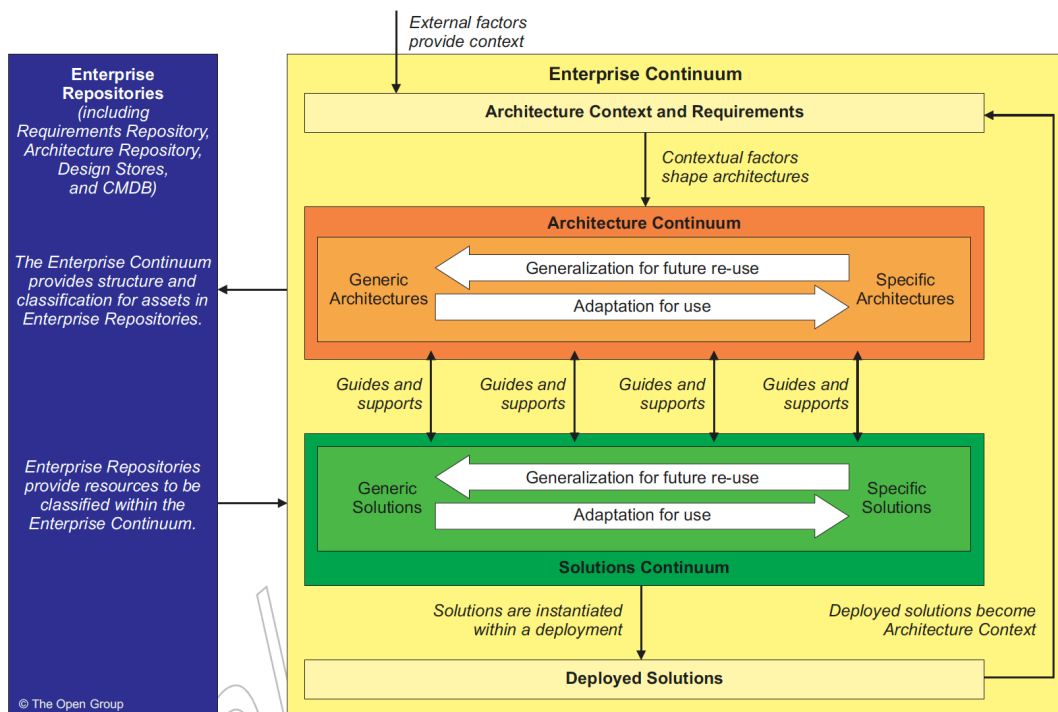 External factors
provide context
Enterprise
Repositories
(including
Requirements Repository,
Architecture Repository,
Design Stores,
and CMDB)
The Enterprise Continuum
provides structure and
classification for assets in
Enterprise Repositories.
Enterprise Repositories
provide resources to be
classified within the
Enterprise Continuum.
© The Open Group
Enterprise Continuum
Architecture Context and Requirements
Contextual factors
shape architectures
Architecture Continuum
Generic
Architectures
Generalization for future re-use
Adaptation for use
Specific
Architectures
Guides and
supports
Guides and
supports
Guides and
supports
Guides and
supports
Generic
Solutions
Generalization for future re-use
Adaptation for use
Specific
Solutions
Solutions Continuum
Solutions are instantiated
within a deployment
Deployed solutions become
Architecture Context
Deployed Solutions